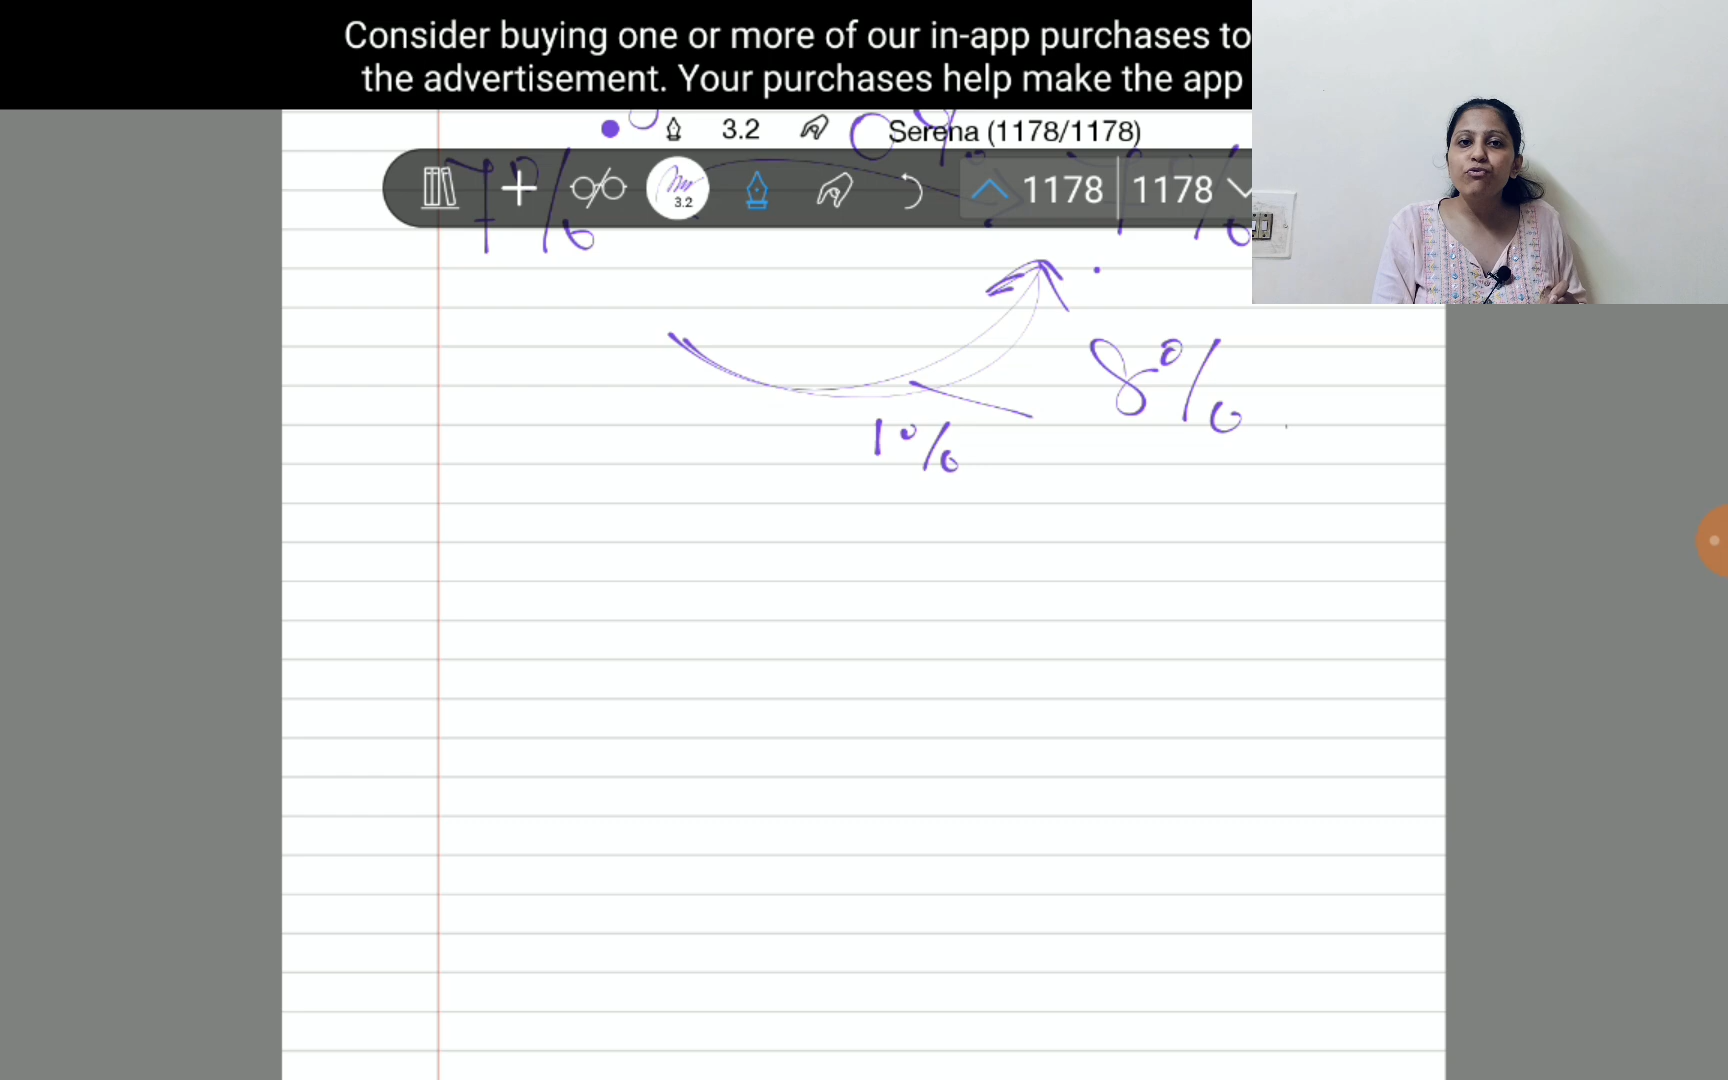 Consider buying one or more of our in-app purchases to
the advertisement. Your purchases help make the app
3.2 Serena (1178/1178)
3.2 1178 1178
7%
8%
1%